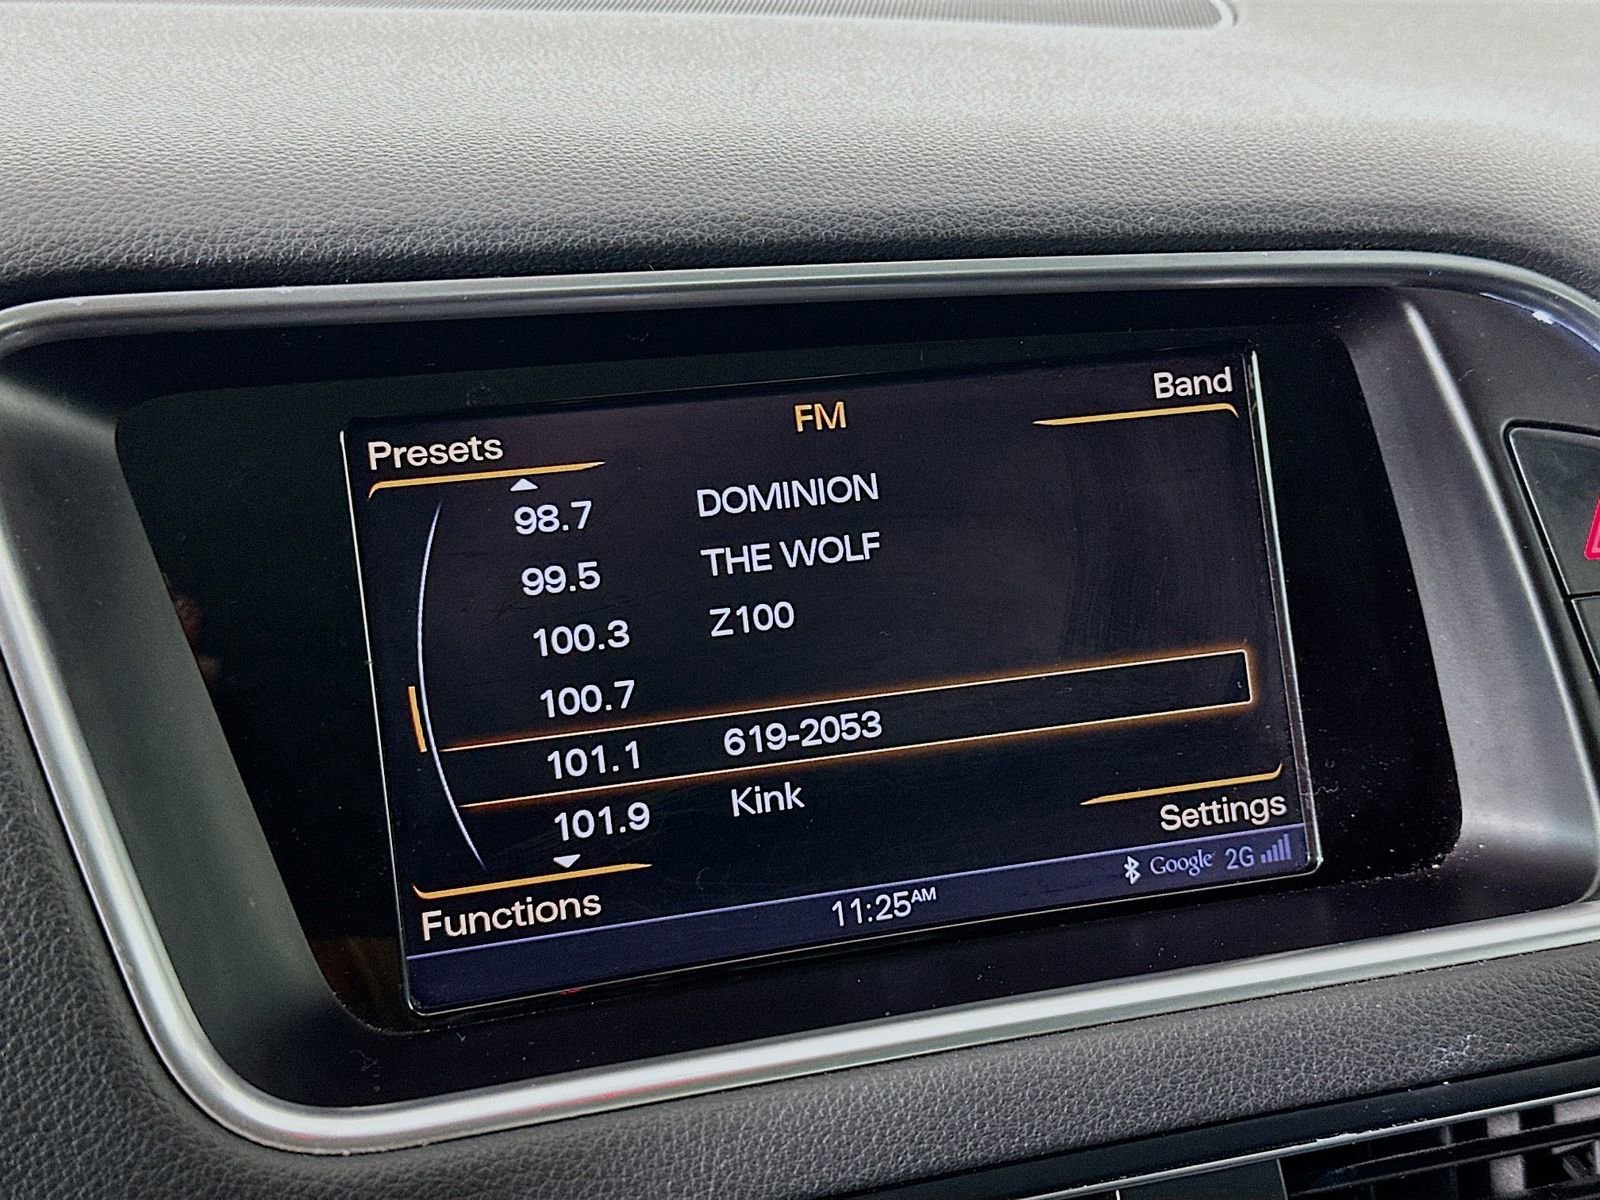 FM
Band
Presets
98.7 DOMINION
99.5 THE WOLF
100.3 Z100
100.7
101.1 619-2053
101.9 Kink
Settings
Functions
11:25AM
Google 2G